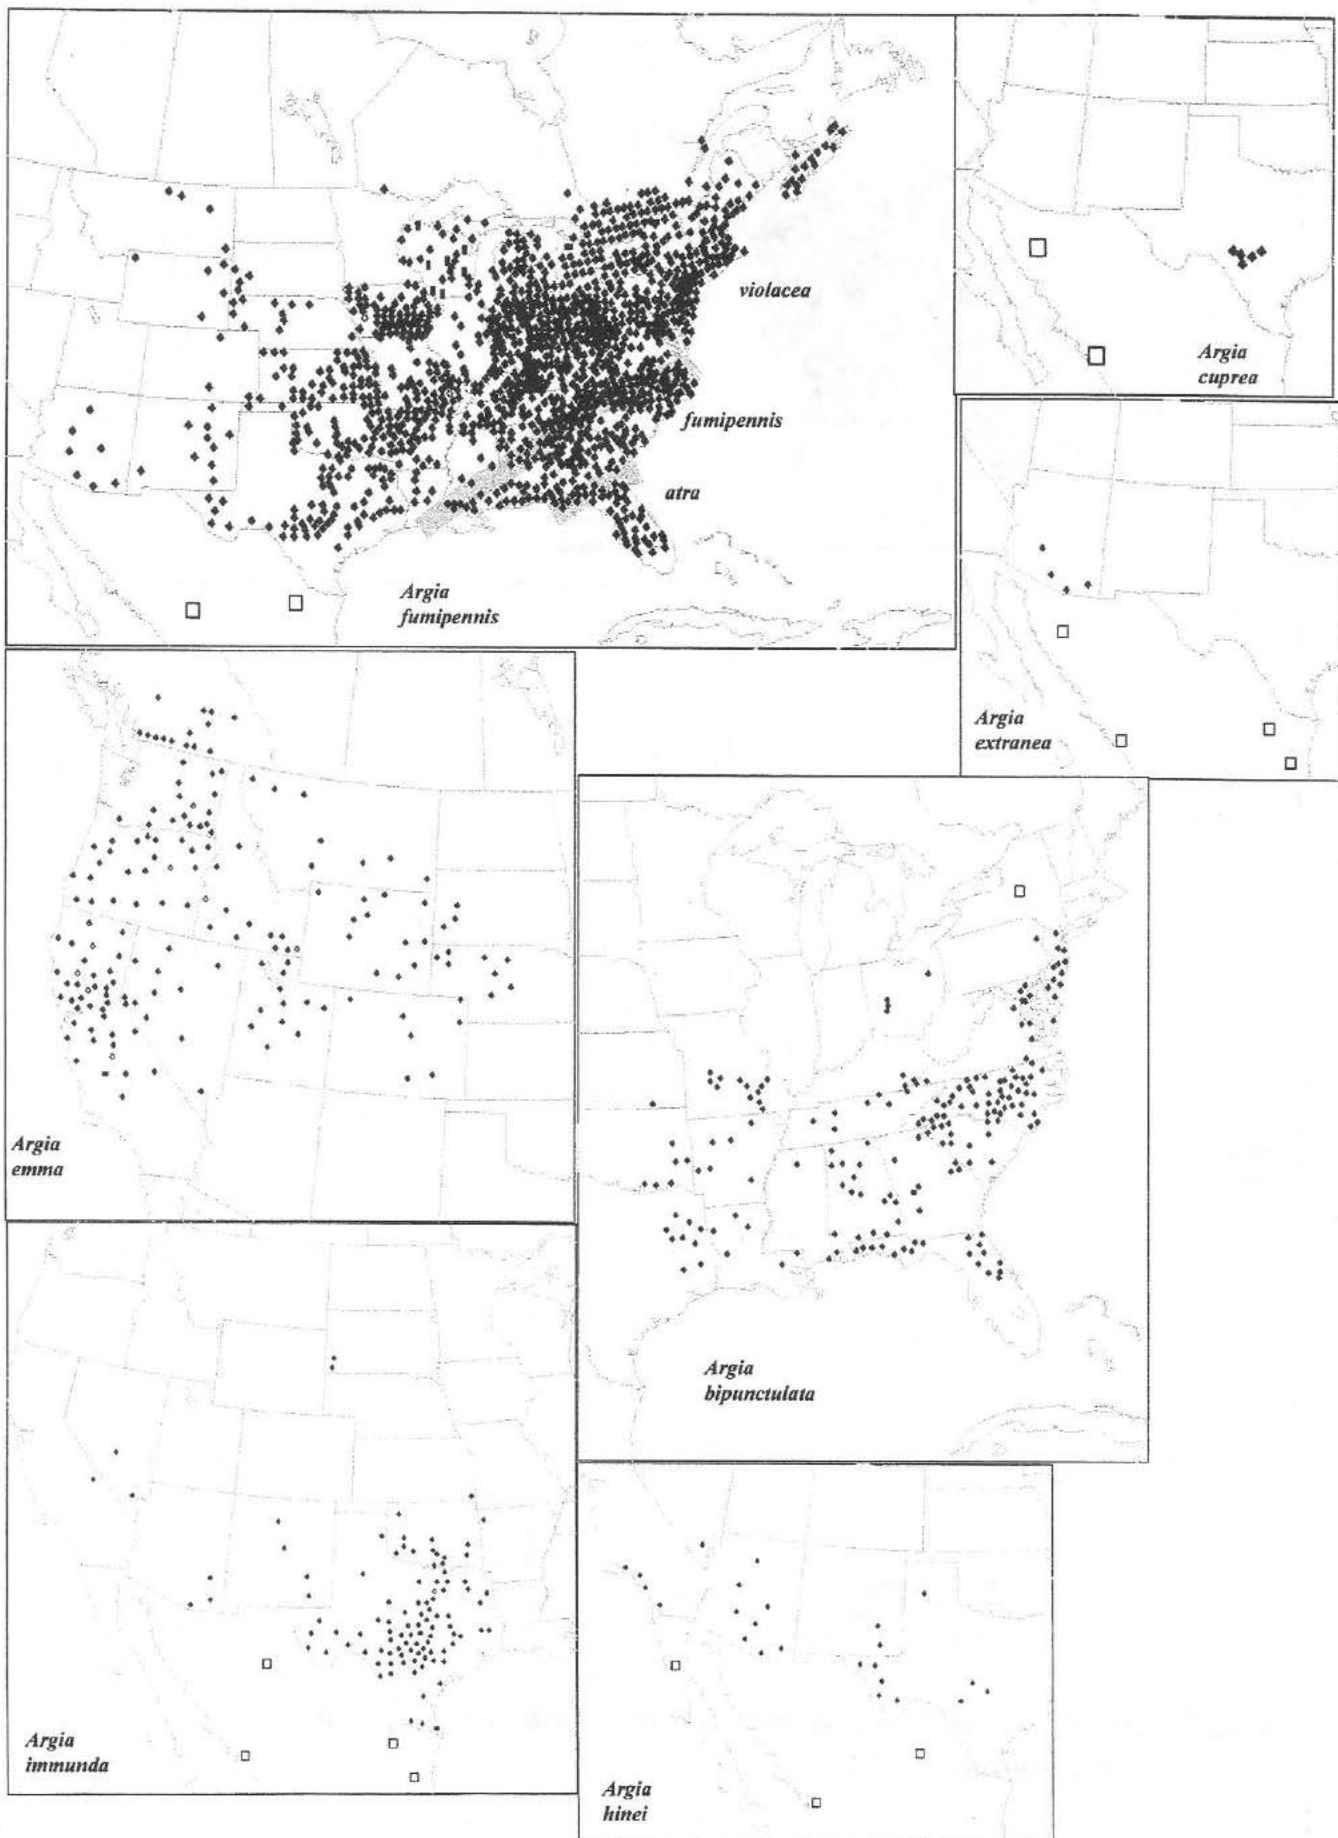 violacea
fumipennis
atra
Argia
fumipennis
Argia
cuprea
Argia
extranea
Argia
emma
Argia
bipunctulata
Argia
immunda
Argia
hinei